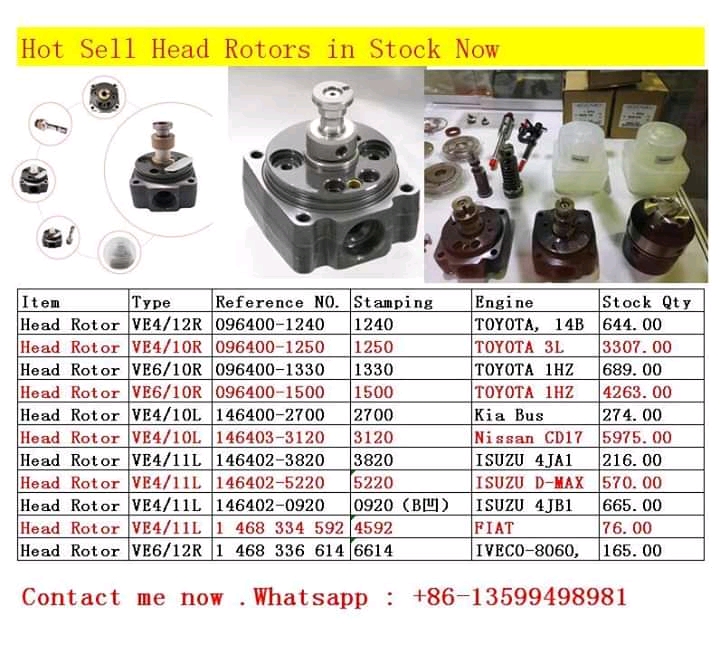 Hot Sell Head Rotors in Stock Now
Item Type Reference NO. Stamping Engine Stock Qty
Head Rotor VE4/12R 096400-1240 1240 TOYOTA, 14B 644.00
Head Rotor VE4/10R 096400-1250 1250 TOYOTA 3L 3307.00
Head Rotor VE6/10R 096400-1330 1330 TOYOTA 1HZ 689.00
Head Rotor VE6/10R 096400-1500 1500 TOYOTA 1HZ 4263.00
Head Rotor VE4/10L 146400-2700 2700 Kia Bus 274.00
Head Rotor VE4/10L 146403-3120 3120 Nissan CD17 5975.00
Head Rotor VE4/11L 146402-3820 3820 ISUZU 4JA1 216.00
Head Rotor VE4/11L 146402-5220 5220 ISUZU D-MAX 570.00
Head Rotor VE4/11L 146402-0920 0920（B凹） ISUZU 4JB1 665.00
Head Rotor VE4/11L 1 468 334 592 4592 FIAT 76.00
Head Rotor VE6/12R 1 468 336 614 6614 IVECO-8060, 165.00
Contact me now .Whatsapp : +86-13599498981